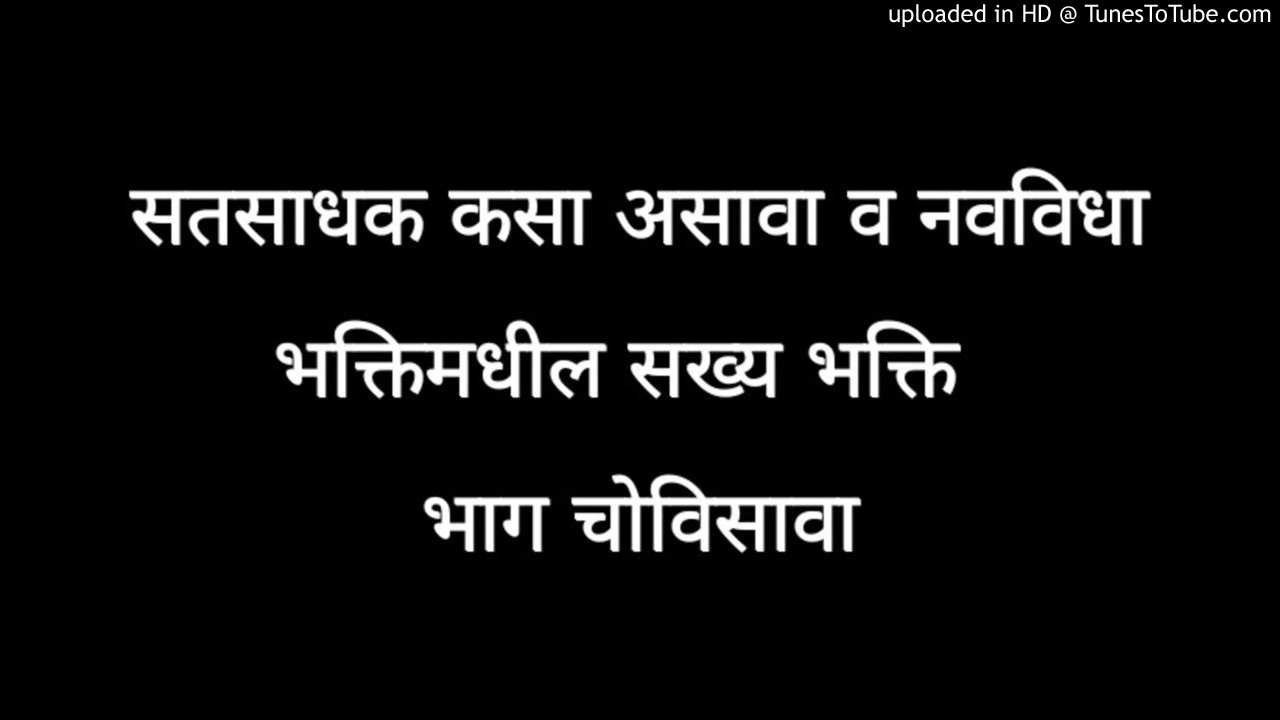 uploaded in HD @ TunesToTube.com
सतसाधक कसा असावा व नवविधा
भक्तिमधील सख्य भक्ति
भाग चोविसावा